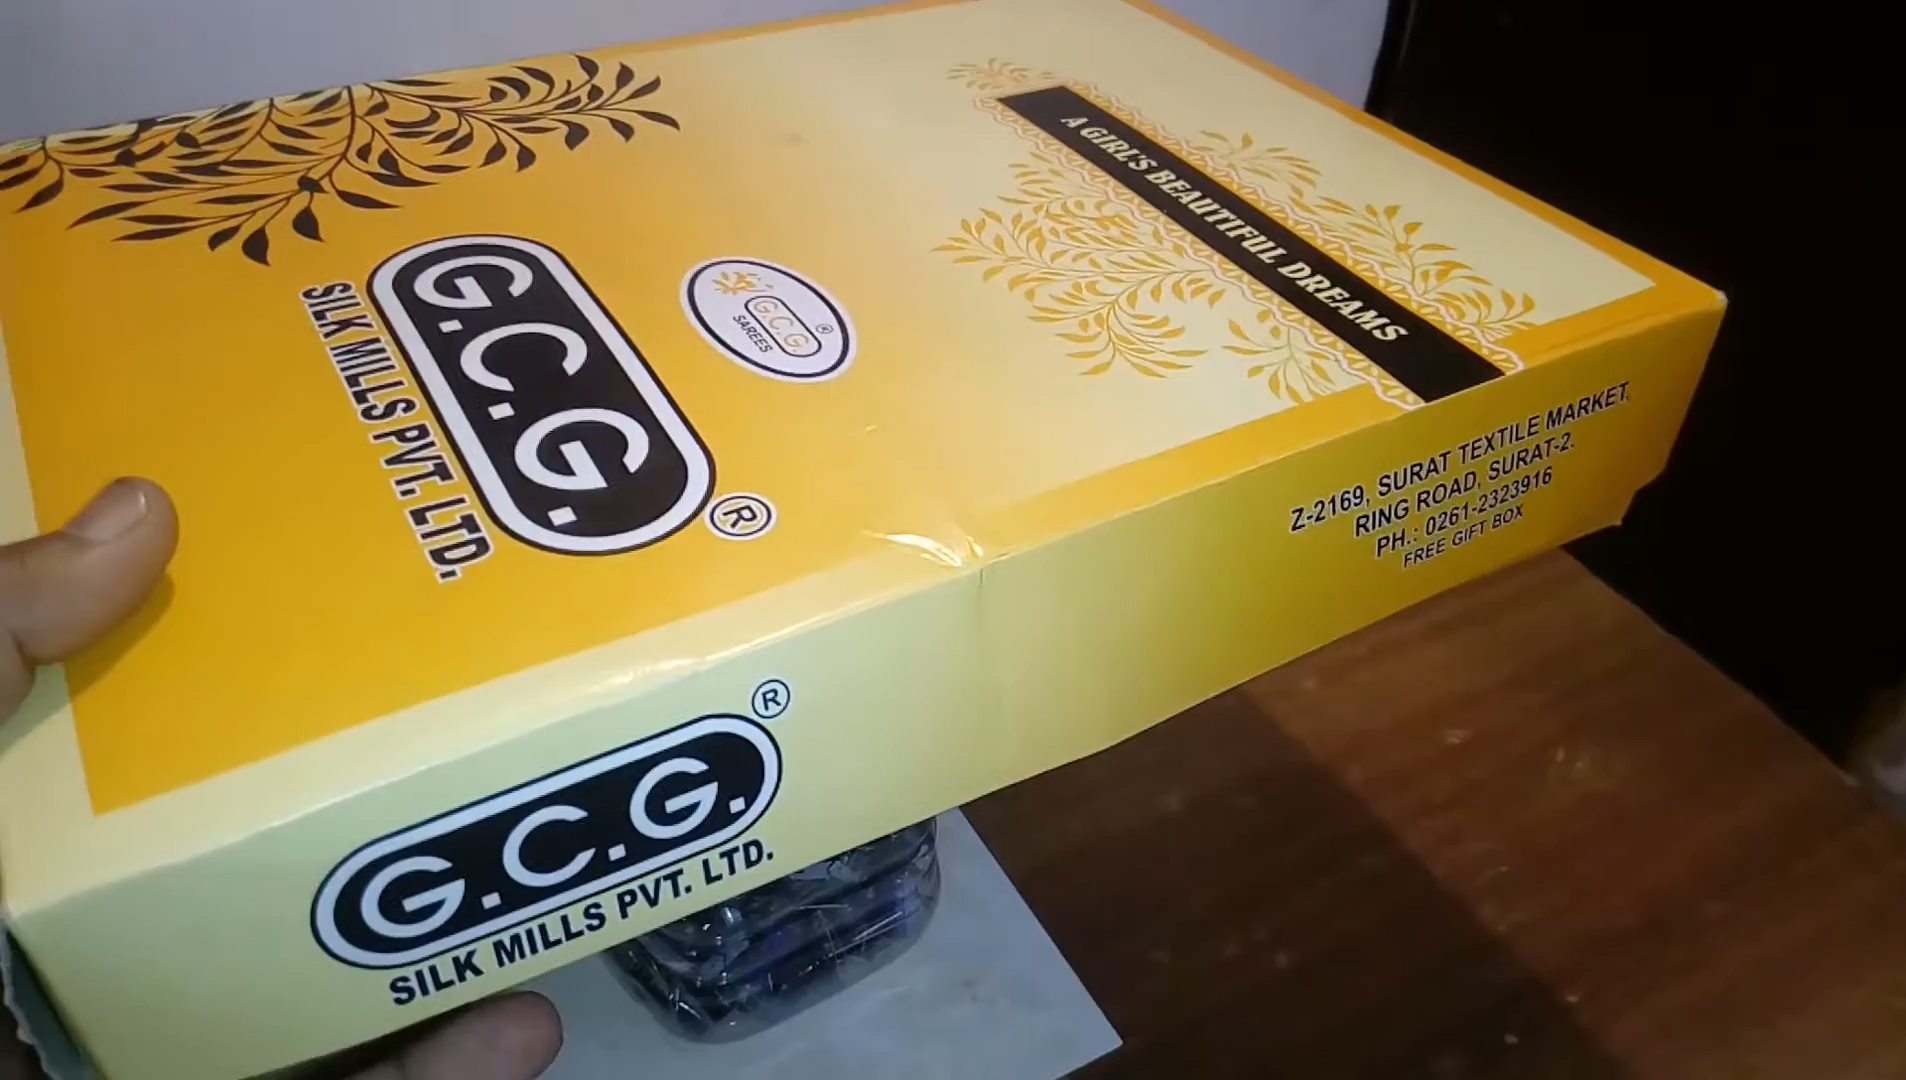 G.C.G.
®
SILK MILLS PVT. LTD.
G.C.G.
®
SAREES
A GIRL'S BEAUTIFUL DREAMS
G.C.G.
®
SILK MILLS PVT. LTD.
Z-2169, SURAT TEXTILE MARKET,
RING ROAD, SURAT-2.
PH.: 0261-2323916
FREE GIFT BOX